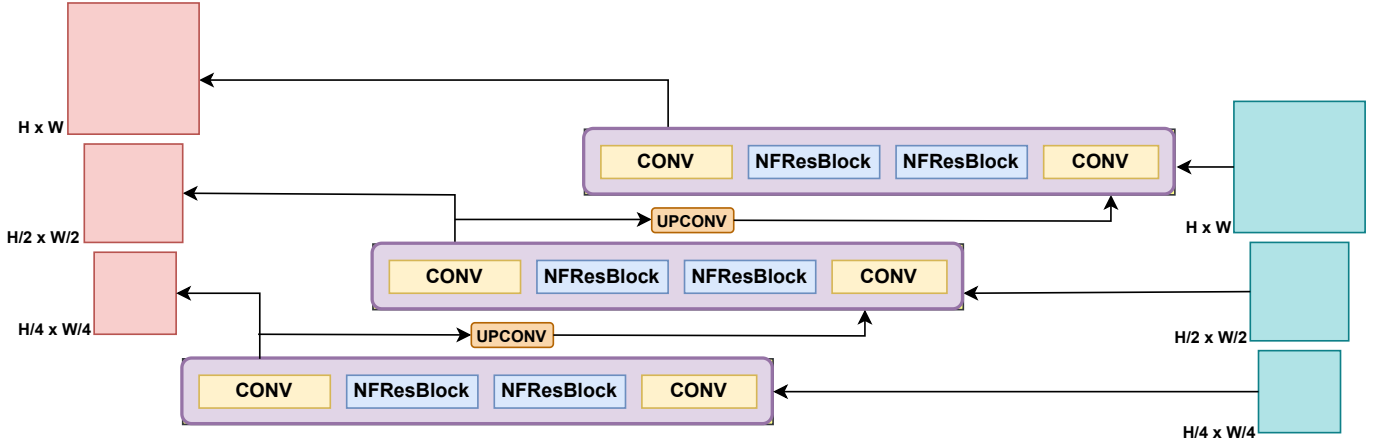 H x W
CONV NFResBlock NFResBlock CONV
H/2 x W/2
UPCONV
H x W
CONV NFResBlock NFResBlock CONV
H/4 x W/4
UPCONV
H/2 x W/2
CONV NFResBlock NFResBlock CONV
H/4 x W/4